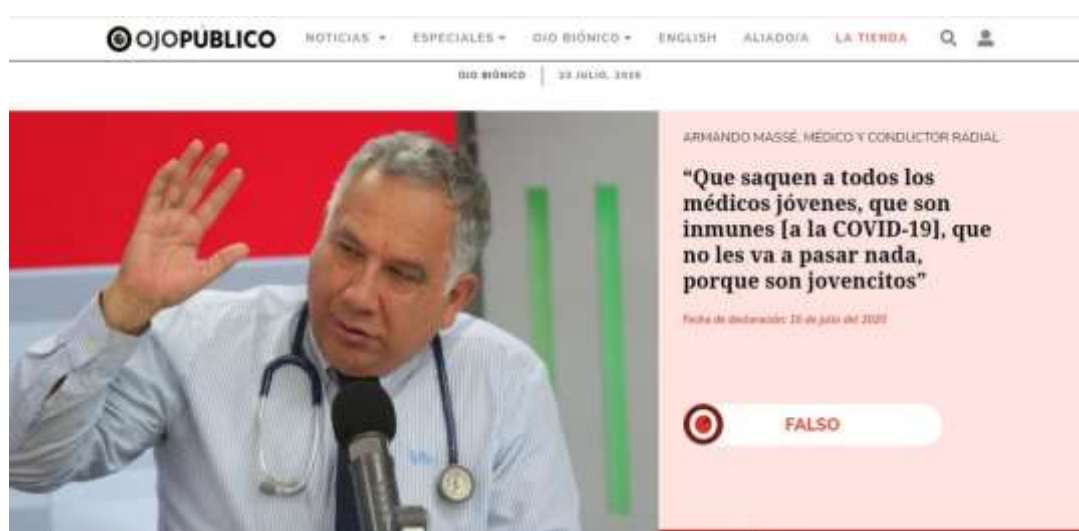 OJOPÚBLICO
NOTICIAS ESPECIALES OJO BIÓNICO ENGLISH ALIADO/A LA TIENDA
OJO BIÓNICO 23 JULIO, 2020
ARMANDO MASSÉ, MÉDICO Y CONDUCTOR RADIAL
“Que saquen a todos los
médicos jóvenes, que son
inmunes [a la COVID-19], que
no les va a pasar nada,
porque son jovencitos”
Fecha de declaración: 16 de julio del 2020
FALSO